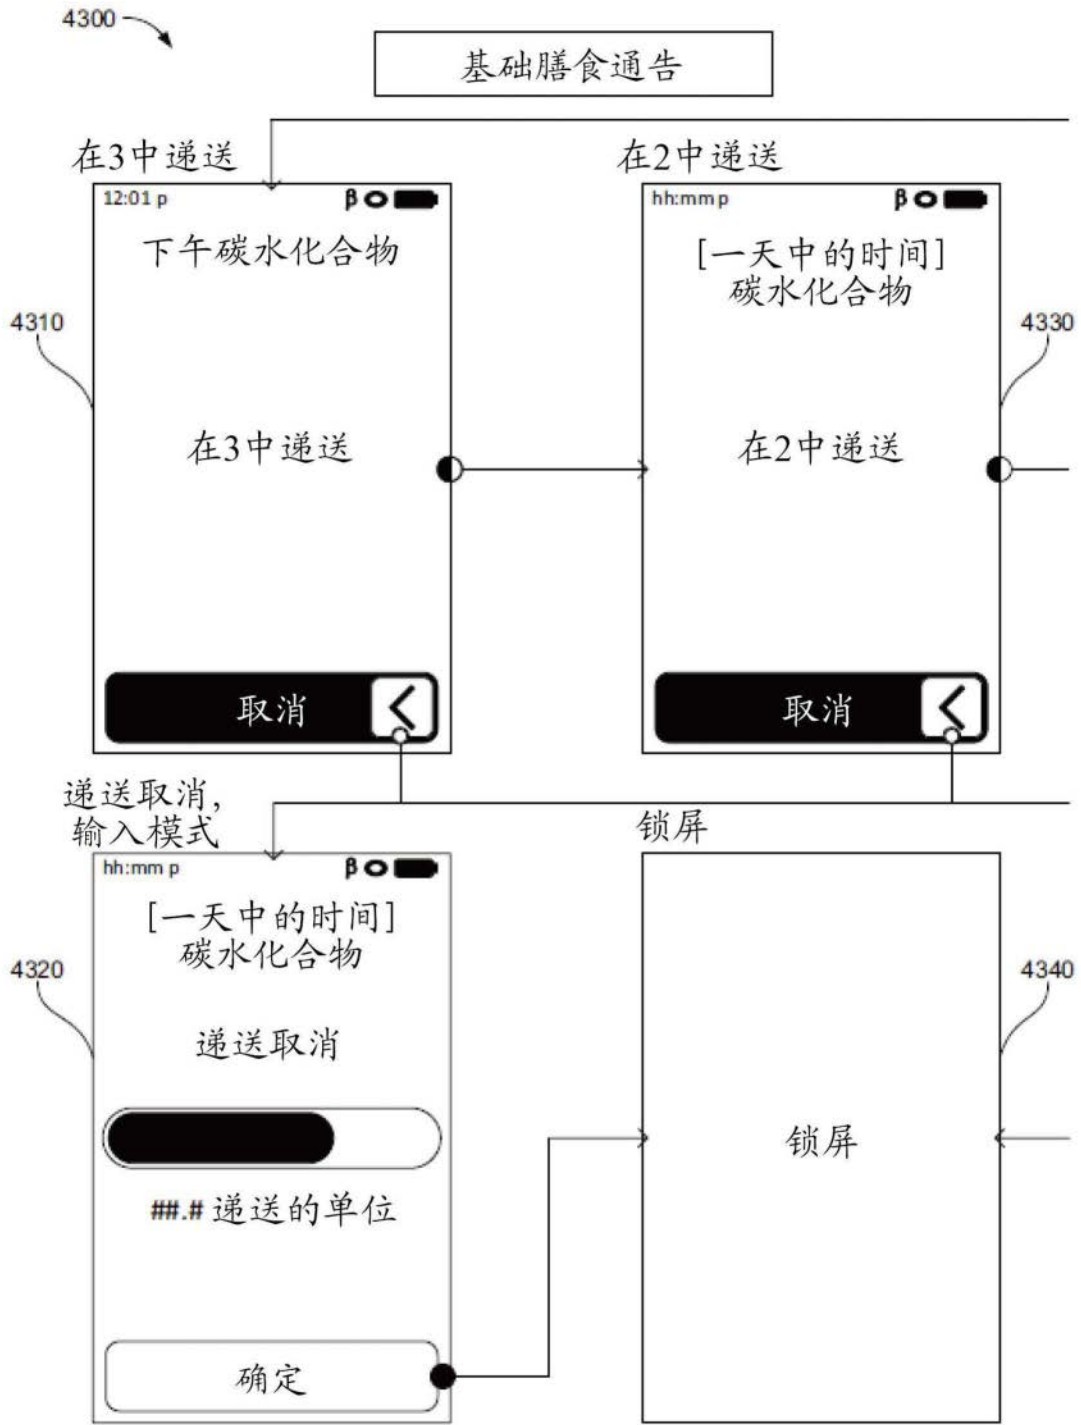 4300
基础膳食通告
在3中递送
在2中递送
12:01 p
β
下午碳水化合物
在3中递送
取消
4310
hh:mm p
β
[一天中的时间]
碳水化合物
在2中递送
取消
4330
递送取消,
输入模式
hh:mm p
β
[一天中的时间]
碳水化合物
递送取消
##.# 递送的单位
确定
4320
锁屏
锁屏
4340